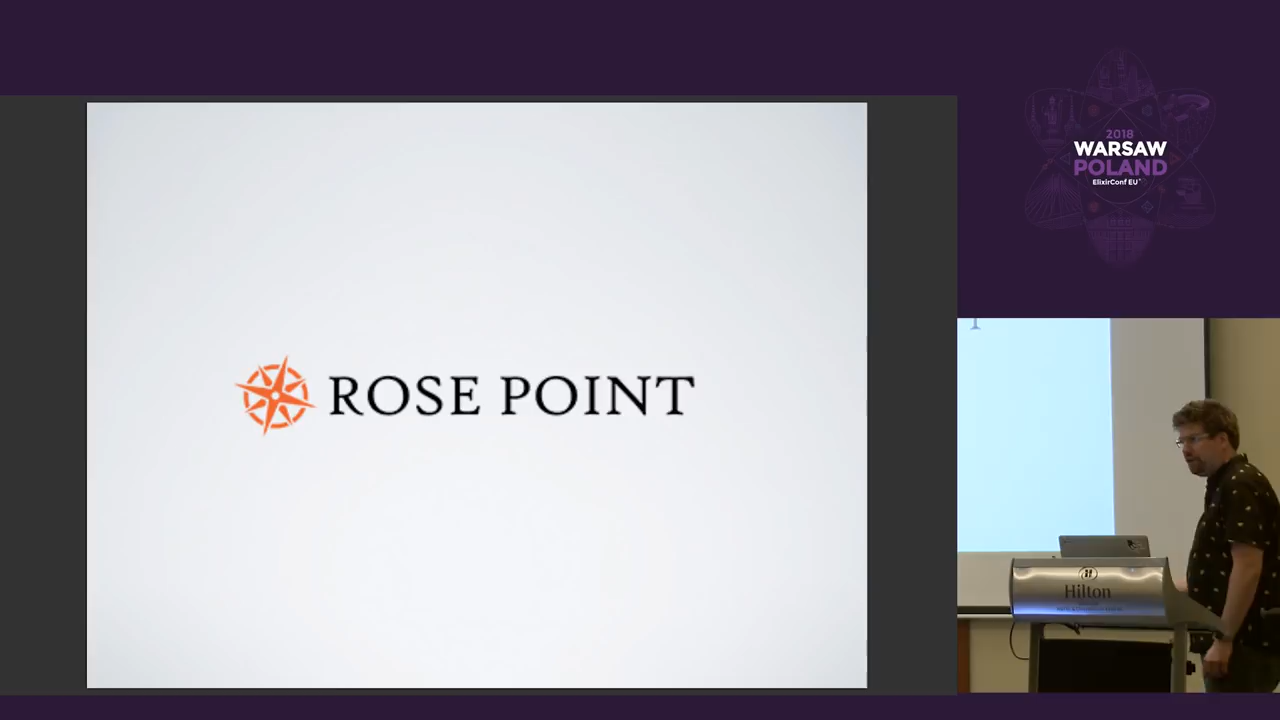 ROSE POINT
2018
WARSAW
POLAND
ElixirConf EU
Hilton